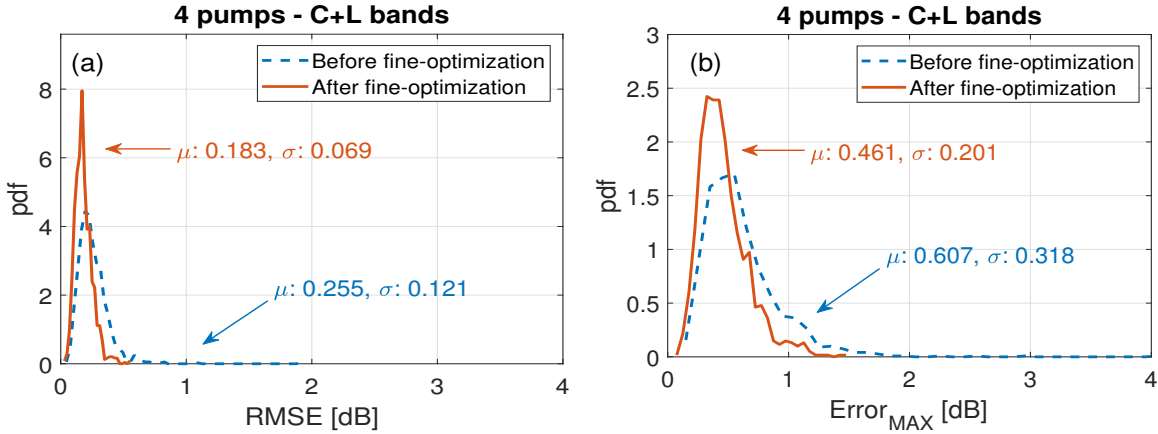 4 pumps - C+L bands
(a)
Before fine-optimization
After fine-optimization
μ: 0.183, σ: 0.069
μ: 0.255, σ: 0.121
pdf
8
6
4
2
0
0 1 2 3 4
RMSE [dB]
4 pumps - C+L bands
(b)
Before fine-optimization
After fine-optimization
μ: 0.461, σ: 0.201
μ: 0.607, σ: 0.318
pdf
3
2.5
2
1.5
1
0.5
0
0 1 2 3 4
Error_MAX [dB]